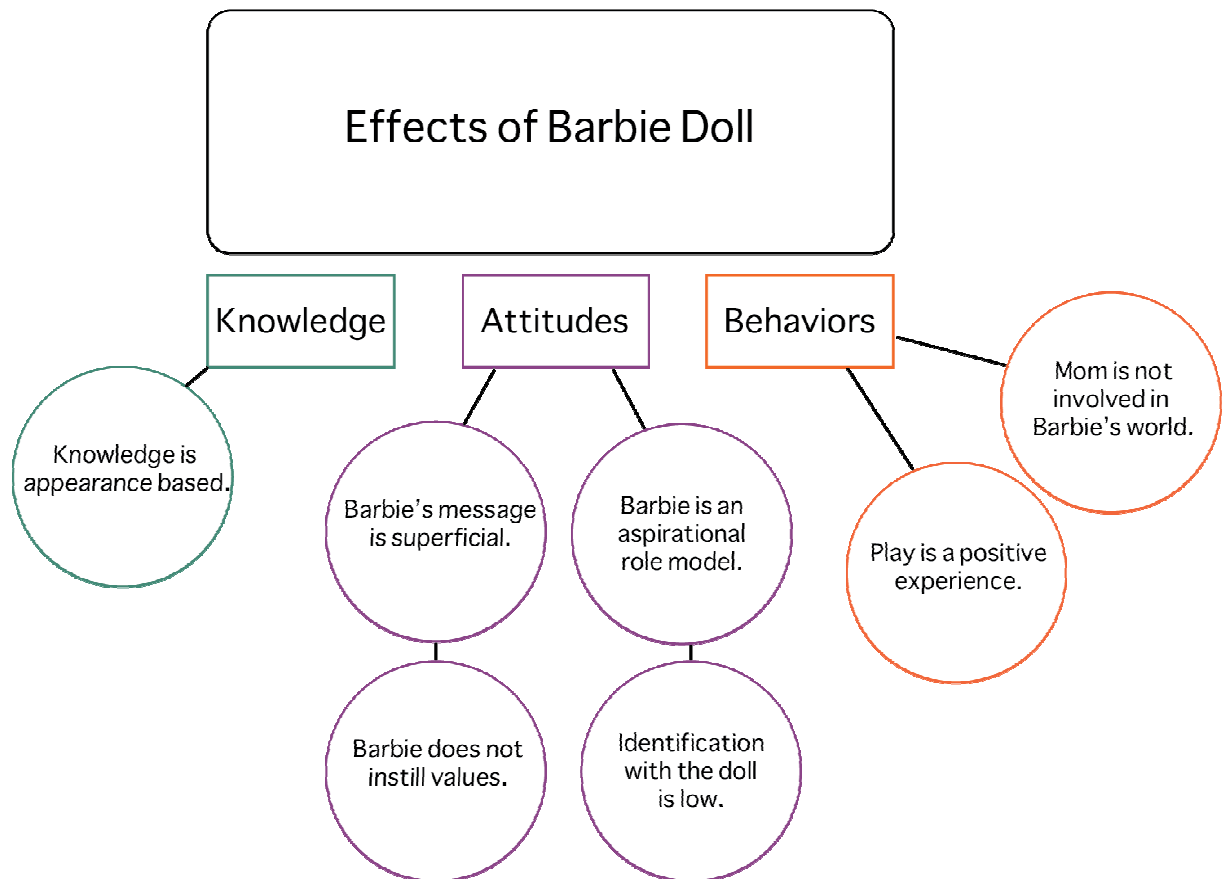 Effects of Barbie Doll
Knowledge
Attitudes
Behaviors
Knowledge is
appearance based.
Barbie’s message
is superficial.
Barbie does not
instill values.
Barbie is an
aspirational
role model.
Identification
with the doll
is low.
Play is a positive
experience.
Mom is not
involved in
Barbie’s world.